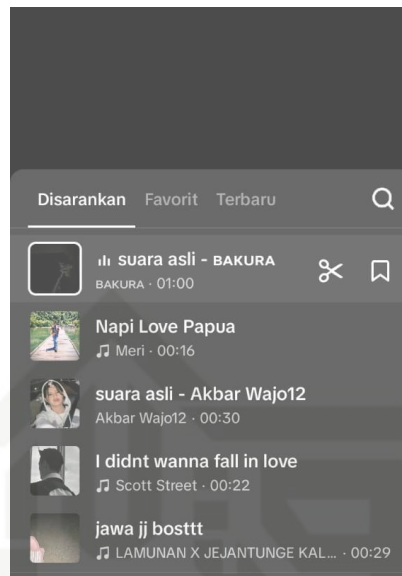 Disarankan Favorit Terbaru
suara asli - ʙᴀᴋᴜʀᴀ
ʙᴀᴋᴜʀᴀ · 01:00
Napi Love Papua
Meri · 00:16
suara asli - Akbar Wajo12
Akbar Wajo12 · 00:30
I didnt wanna fall in love
Scott Street · 00:22
jawa jj bosttt
LAMUNAN X JEJANTUNGE KAL... · 00:29